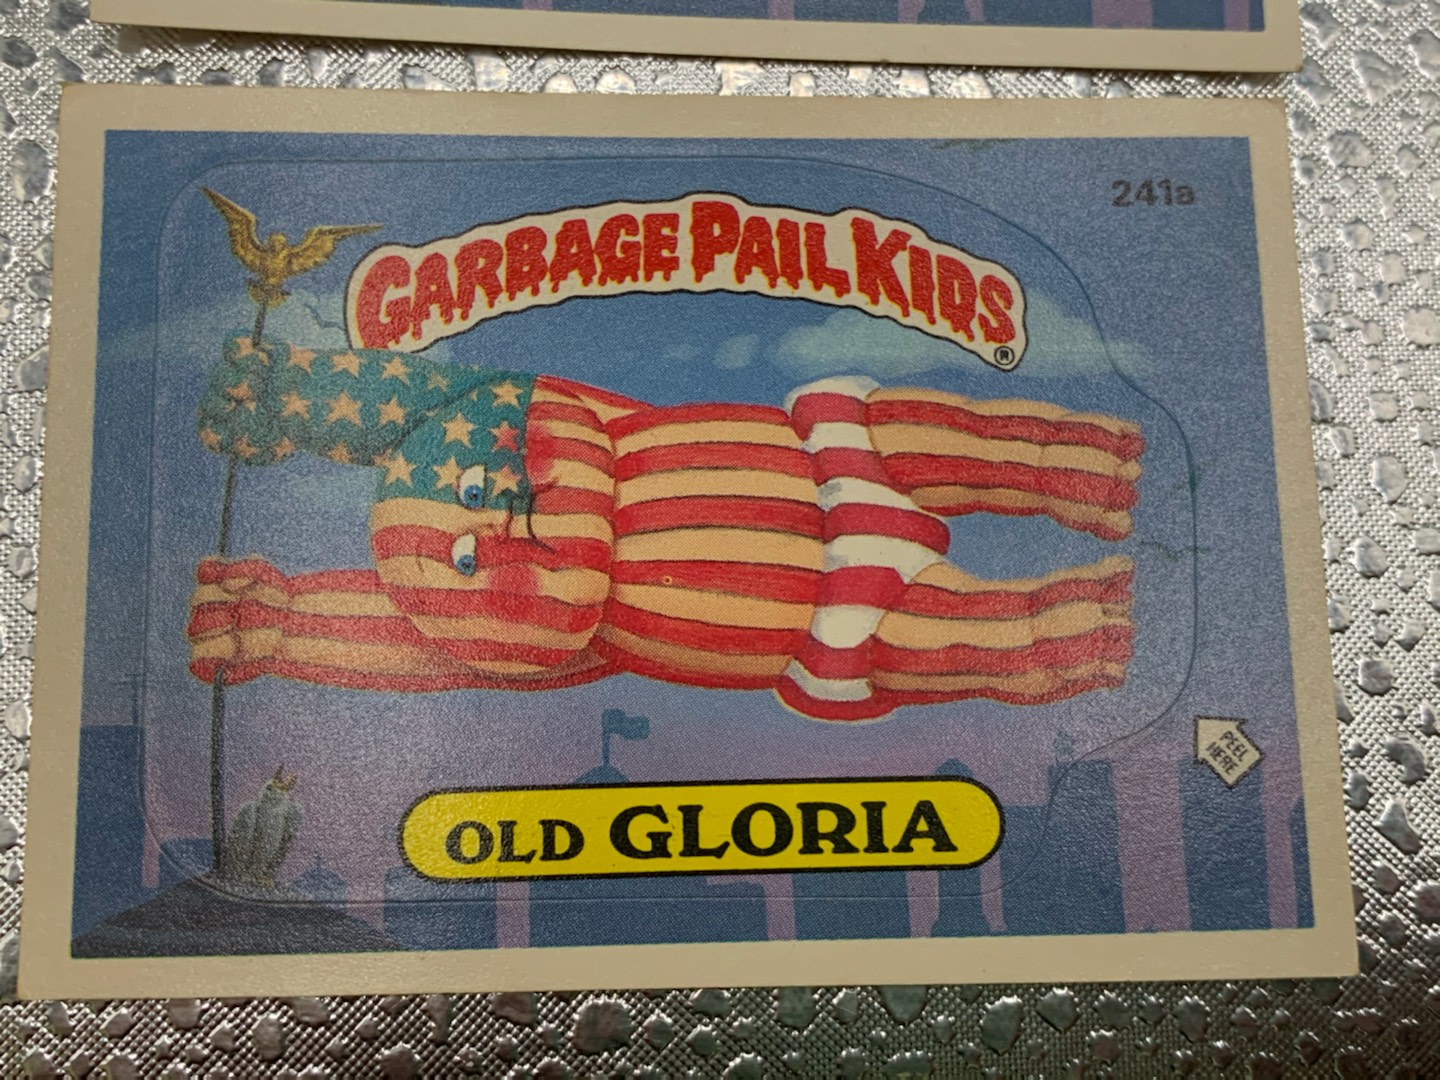 241a
GARBAGE PAIL KIDS
®
PEEL
HERE
OLD GLORIA